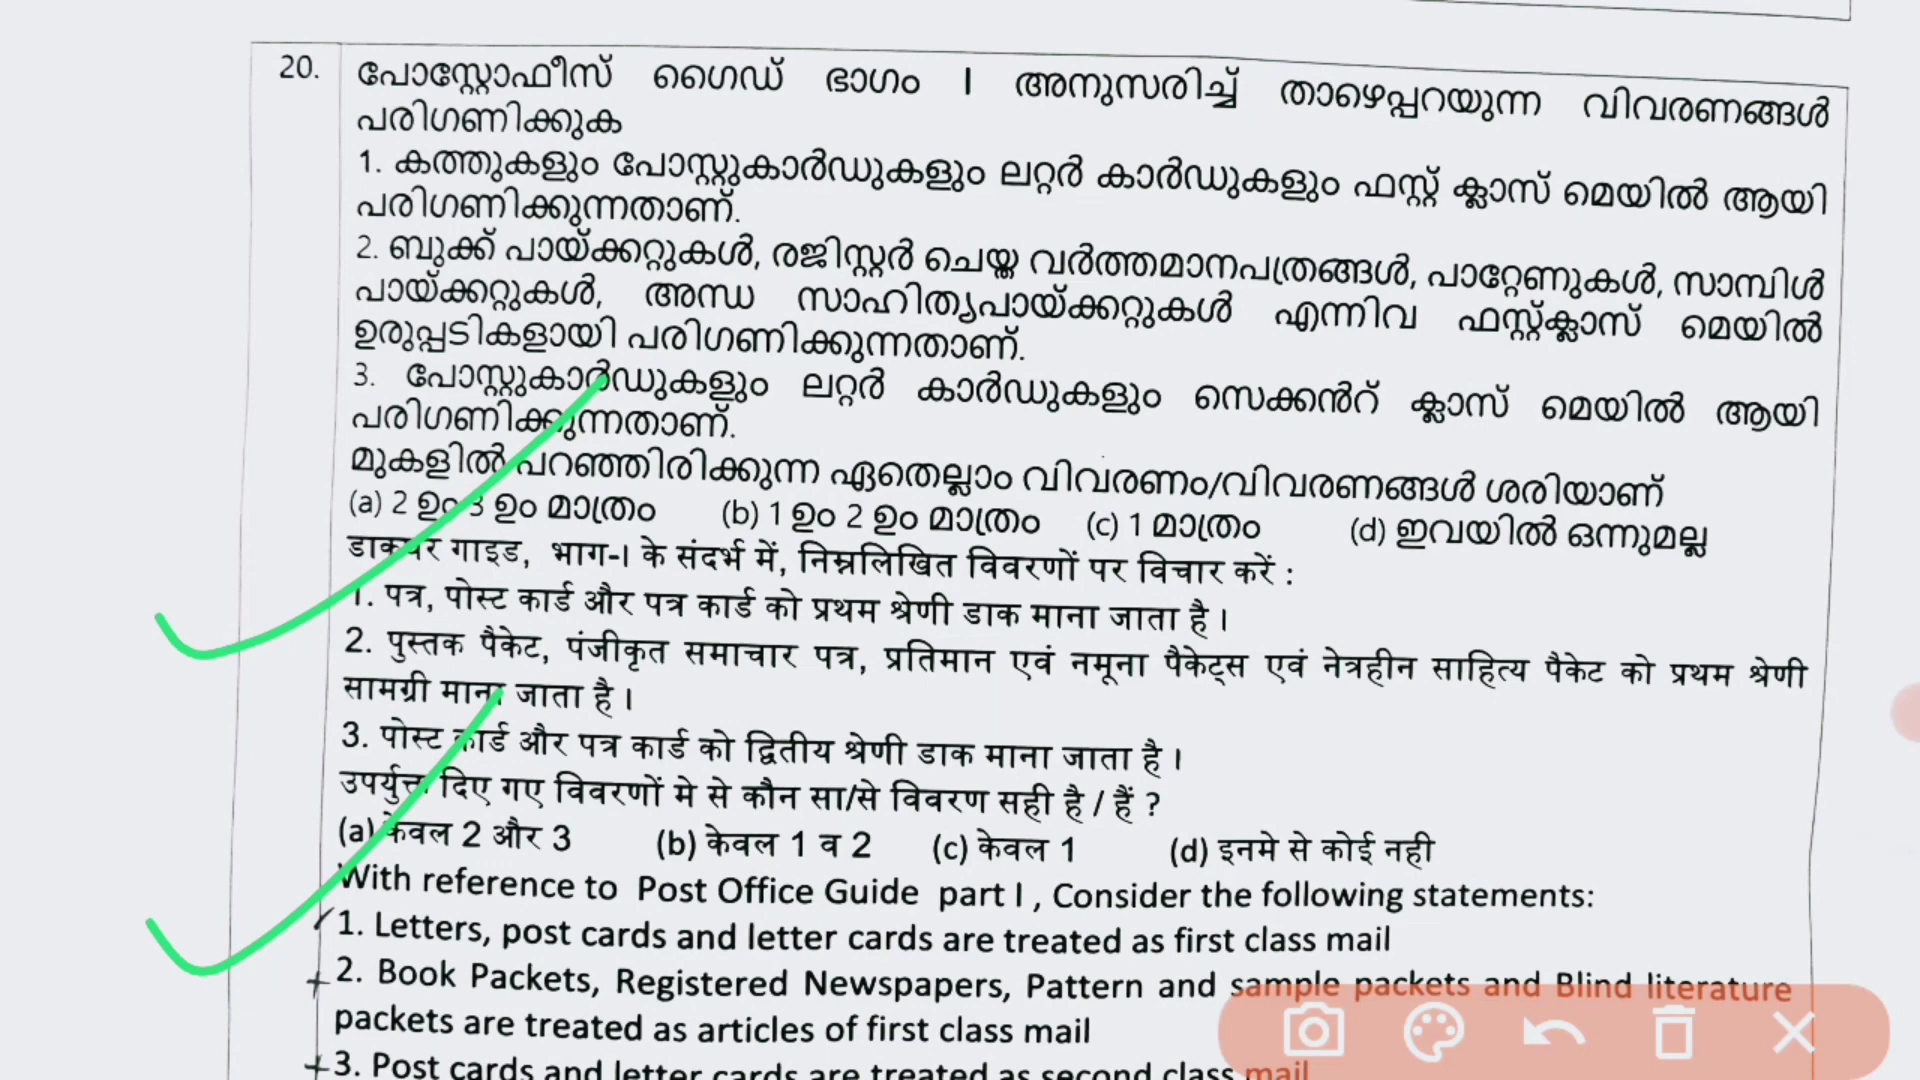 20. പോസ്റ്റോഫീസ് ഗൈഡ് ഭാഗം I അനുസരിച്ച് താഴെപ്പറയുന്ന വിവരണങ്ങൾ
പരിഗണിക്കുക
1. കത്തുകളും പോസ്റ്റുകാർഡുകളും ലറ്റർ കാർഡുകളും ഫസ്റ്റ് ക്ലാസ് മെയിൽ ആയി
പരിഗണിക്കുന്നതാണ്.
2. ബുക്ക് പായ്ക്കറ്റുകൾ, രജിസ്റ്റർ ചെയ്ത വർത്തമാനപത്രങ്ങൾ, പാറ്റേണുകൾ, സാമ്പിൾ
പായ്ക്കറ്റുകൾ, അന്ധ സാഹിത്യപായ്ക്കറ്റുകൾ എന്നിവ ഫസ്റ്റ്ക്ലാസ് മെയിൽ
ഉരുപ്പടികളായി പരിഗണിക്കുന്നതാണ്.
3. പോസ്റ്റുകാർഡുകളും ലറ്റർ കാർഡുകളും സെക്കൻറ് ക്ലാസ് മെയിൽ ആയി
പരിഗണിക്കുന്നതാണ്.
മുകളിൽ പറഞ്ഞിരിക്കുന്ന ഏതെല്ലാം വിവരണം/വിവരണങ്ങൾ ശരിയാണ്
(a) 2 ഉം 3 ഉം മാത്രം (b) 1 ഉം 2 ഉം മാത്രം (c) 1 മാത്രം (d) ഇവയിൽ ഒന്നുമല്ല
डाकघर गाइड, भाग-I के संदर्भ में, निम्नलिखित विवरणों पर विचार करें :
1. पत्र, पोस्ट कार्ड और पत्र कार्ड को प्रथम श्रेणी डाक माना जाता है।
2. पुस्तक पैकेट, पंजीकृत समाचार पत्र, प्रतिमान एवं नमूना पैकेट्स एवं नेत्रहीन साहित्य पैकेट को प्रथम श्रेणी
सामग्री माना जाता है।
3. पोस्ट कार्ड और पत्र कार्ड को द्वितीय श्रेणी डाक माना जाता है।
उपर्युक्त दिए गए विवरणों मे से कौन सा/से विवरण सही है / हैं ?
(a) केवल 2 और 3 (b) केवल 1 व 2 (c) केवल 1 (d) इनमे से कोई नही
With reference to Post Office Guide part I , Consider the following statements:
1. Letters, post cards and letter cards are treated as first class mail
2. Book Packets, Registered Newspapers, Pattern and sample packets and Blind literature
packets are treated as articles of first class mail
3. Post cards and letter cards are treated as second class mail